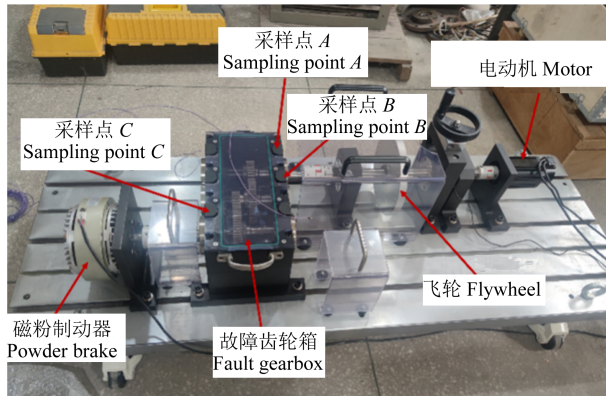 采样点 A
Sampling point A
电动机 Motor
采样点 B
Sampling point B
采样点 C
Sampling point C
飞轮 Flywheel
磁粉制动器
Powder brake
故障齿轮箱
Fault gearbox